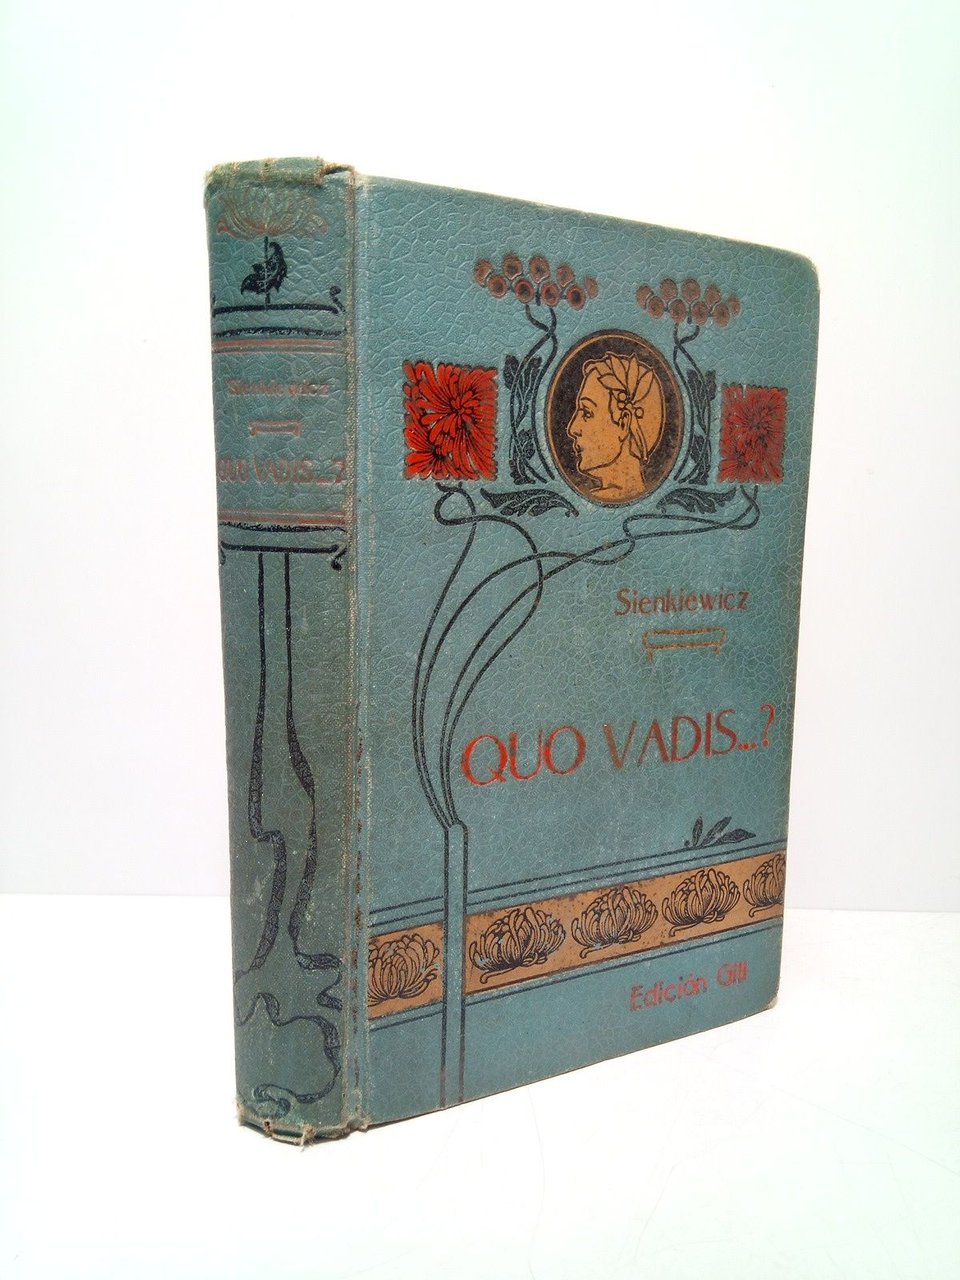 Sienkiewicz
QUO VADIS...?
Sienkiewicz
QUO VADIS...?
Edición Gili